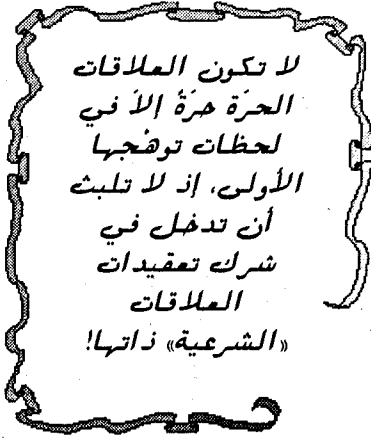 لا تكون العلاقات
الحرّة حرّةً إلاّ في
لحظات توهّجها
الأولى، إذ لا تلبث
أن تدخل في
شرك تعقيدات
العلاقات
«الشرعية» ذاتها!